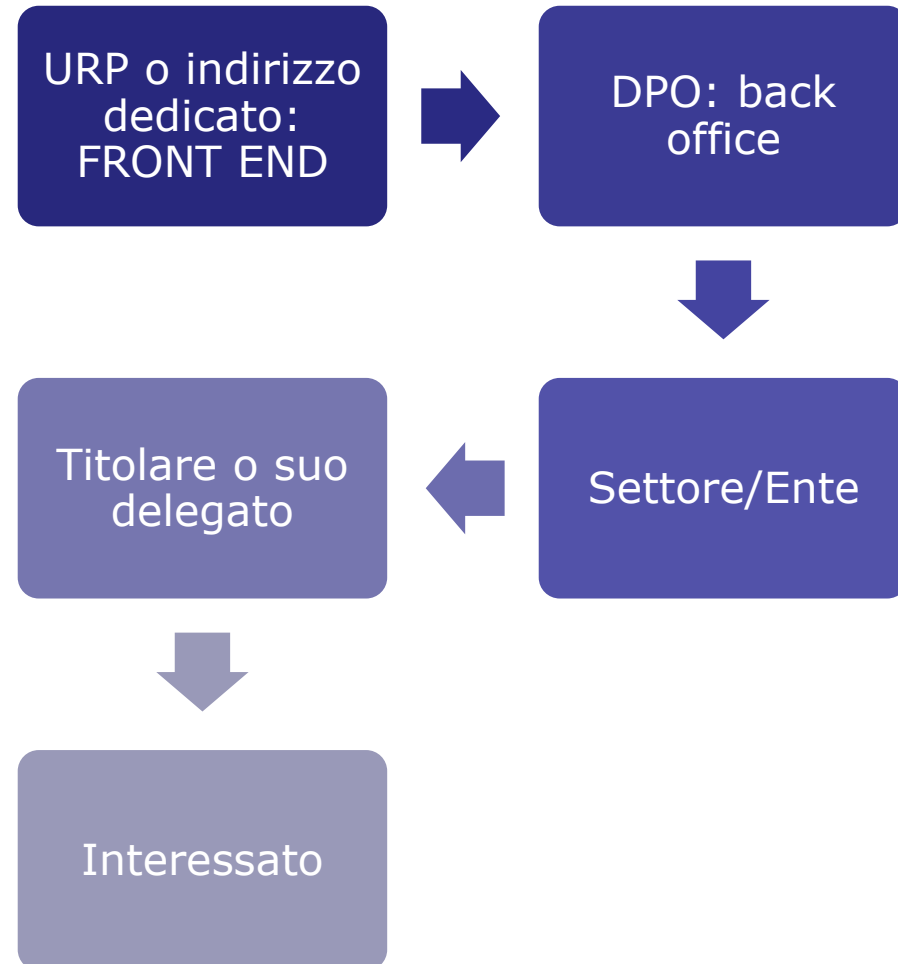 URP o indirizzo
dedicato:
FRONT END
DPO: back
office
Settore/Ente
Titolare o suo
delegato
Interessato